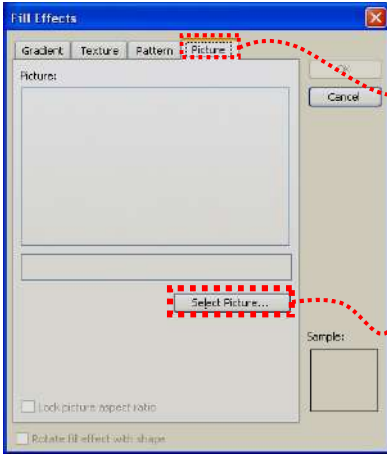 Fill Effects
Gradient Texture Pattern Picture
Picture:
OK
Cancel
Select Picture...
Sample:
Lock picture aspect ratio
Rotate fill effect with shape